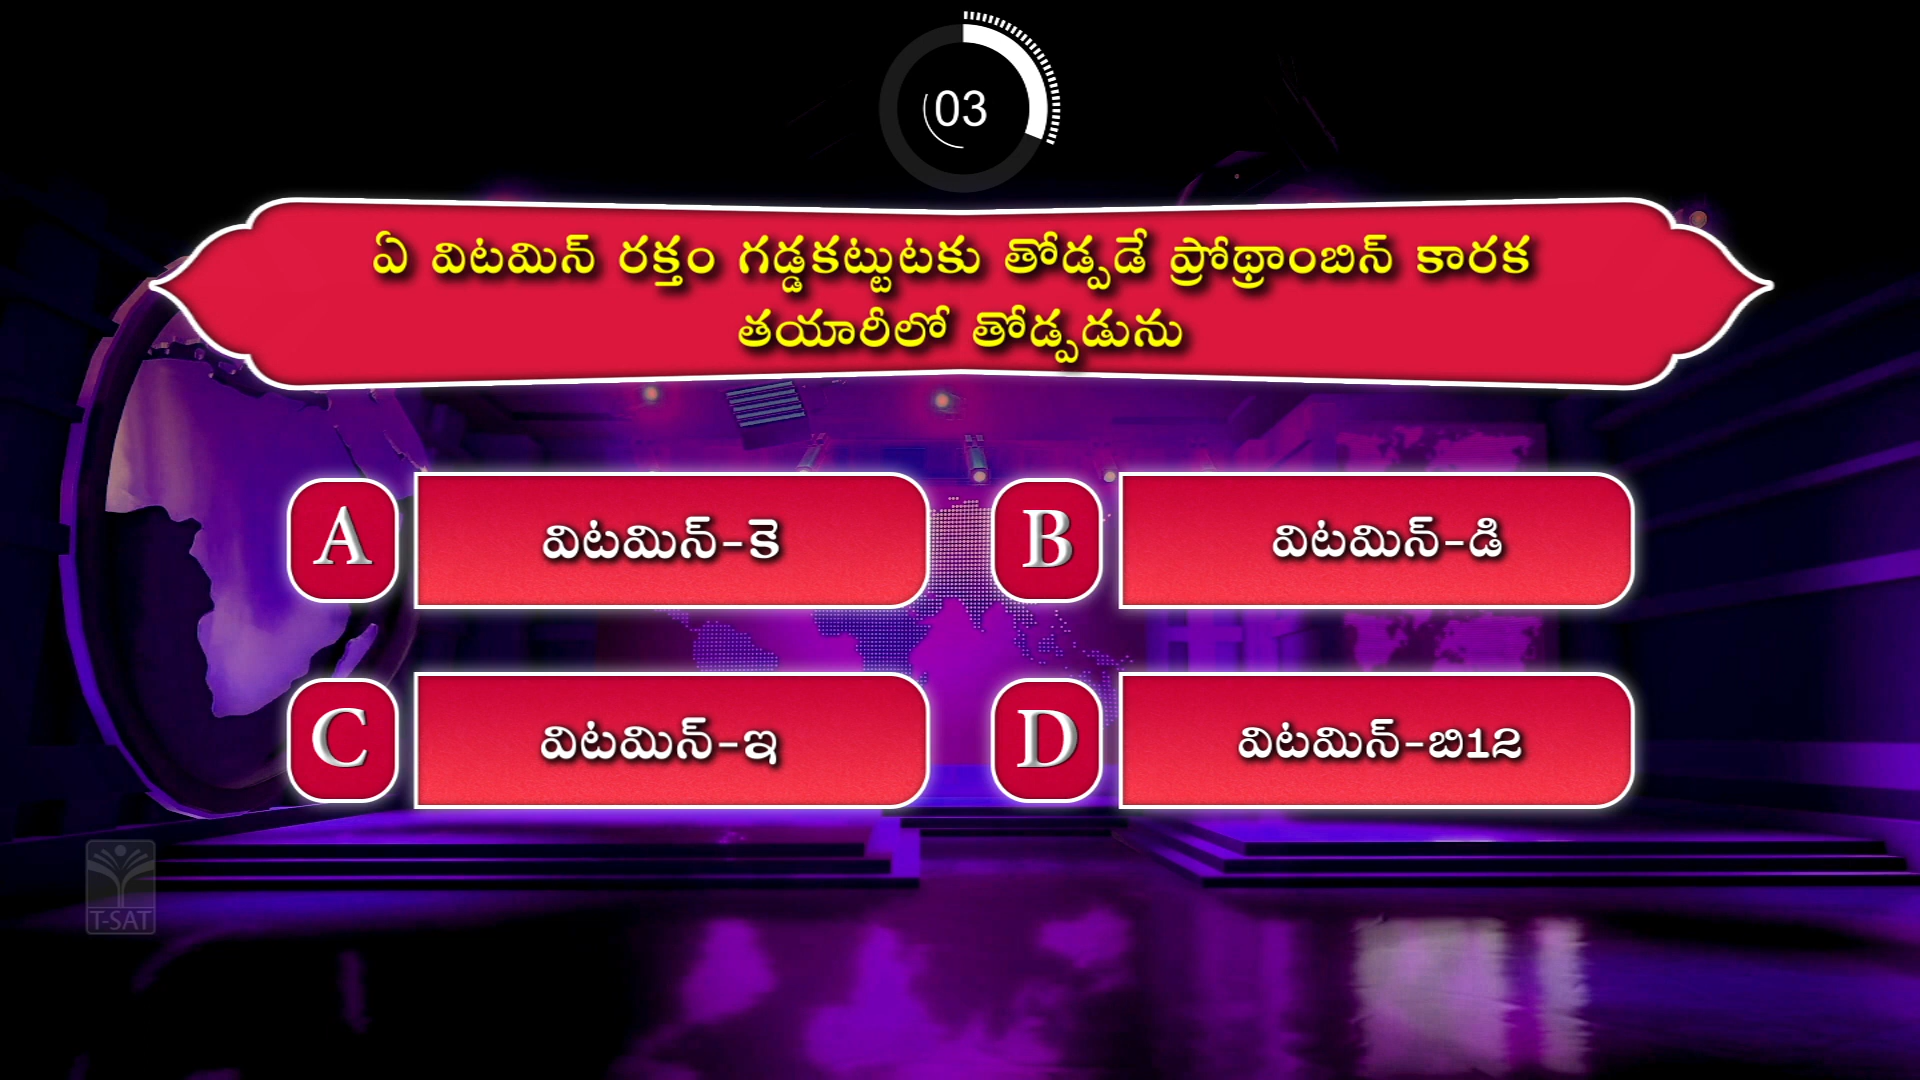 03
ఏ విటమిన్ రక్తం గడ్డకట్టుటకు తోడ్పడే ప్రోథ్రాంబిన్ కారక
తయారీలో తోడ్పడును
A విటమిన్-కె
B విటమిన్-డి
C విటమిన్-ఇ
D విటమిన్-బి12
T-SAT